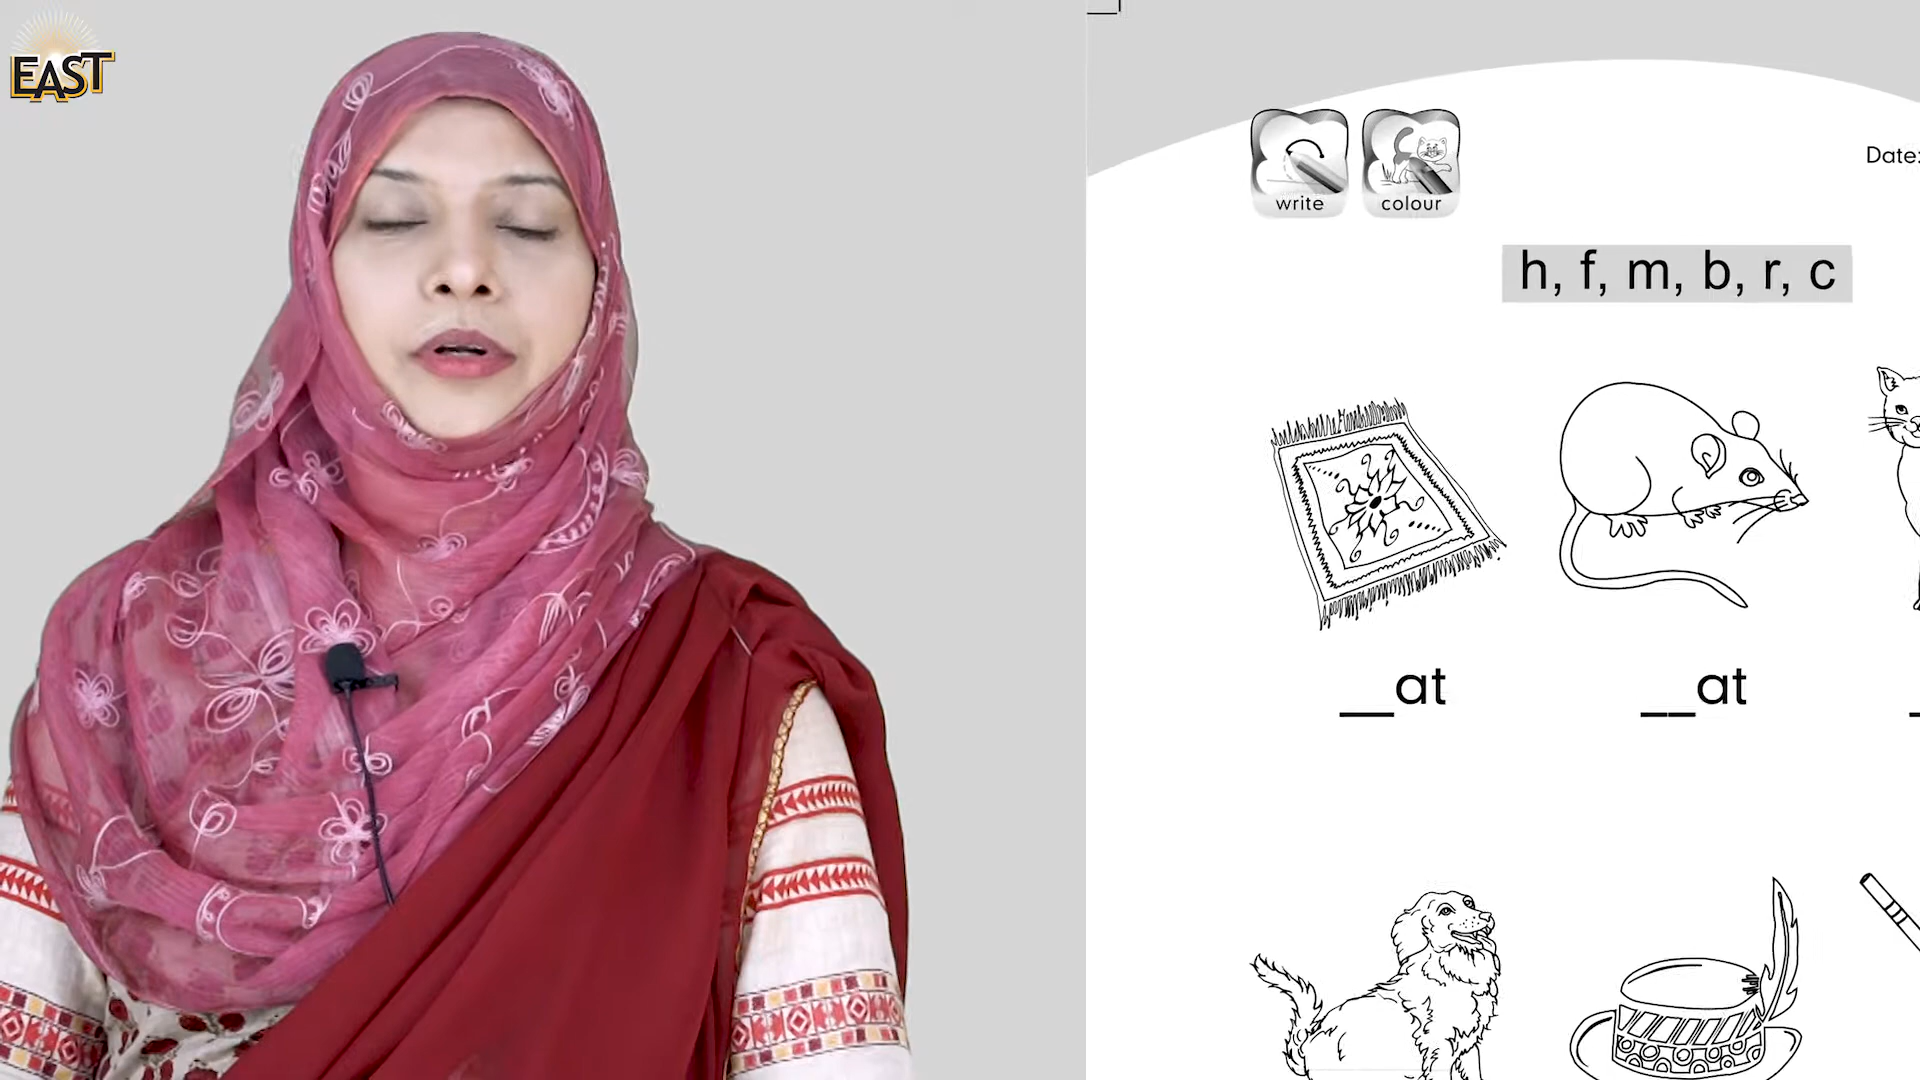 EAST
write
colour
Date:
h, f, m, b, r, c
__at
__at